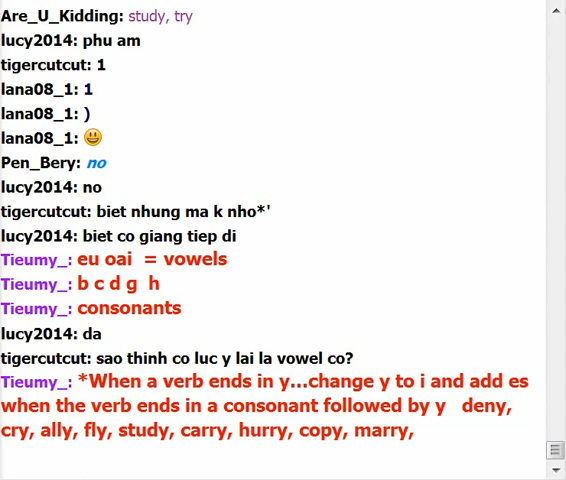 Are_U_Kidding: study, try
lucy2014: phu am
tigercutcut: 1
lana08_1: 1
lana08_1: )
lana08_1: 😃
Pen_Bery: no
lucy2014: no
tigercutcut: biet nhung ma k nho*'
lucy2014: biet co giang tiep di
Tieumy_: eu oai  = vowels
Tieumy_: b c d g  h
Tieumy_: consonants
lucy2014: da
tigercutcut: sao thinh co luc y lai la vowel co?
Tieumy_: *When a verb ends in y...change y to i and add es
when the verb ends in a consonant followed by y   deny,
cry, ally, fly, study, carry, hurry, copy, marry,